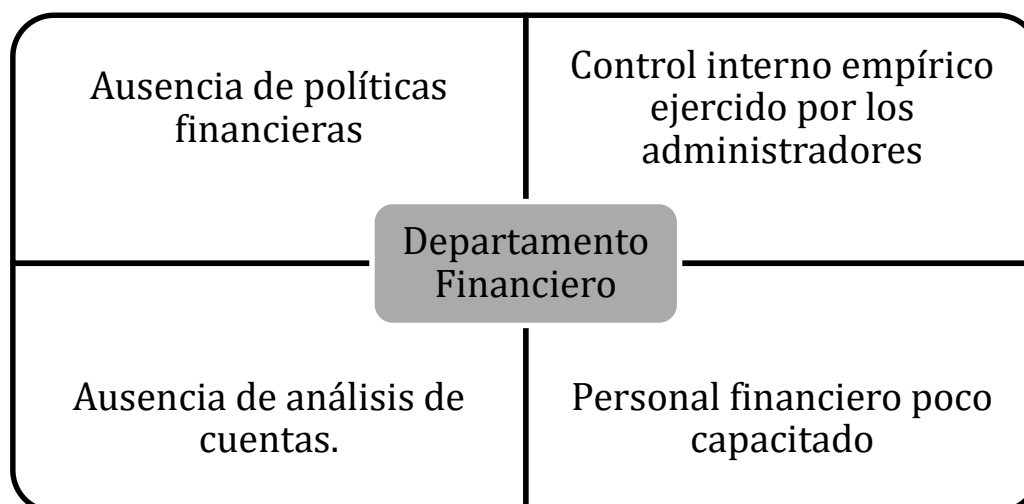 Ausencia de políticas
financieras
Control interno empírico
ejercido por los
administradores
Departamento
Financiero
Ausencia de análisis de
cuentas.
Personal financiero poco
capacitado